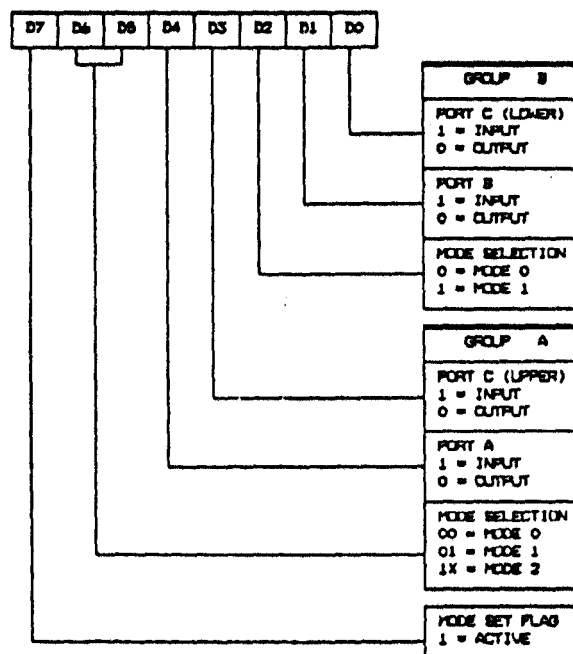 D7 D6 D5 D4 D3 D2 D1 D0
GROUP B
PORT C (LOWER)
1 = INPUT
0 = OUTPUT
PORT B
1 = INPUT
0 = OUTPUT
MODE SELECTION
0 = MODE 0
1 = MODE 1
GROUP A
PORT C (UPPER)
1 = INPUT
0 = OUTPUT
PORT A
1 = INPUT
0 = OUTPUT
MODE SELECTION
00 = MODE 0
01 = MODE 1
1X = MODE 2
MODE SET FLAG
1 = ACTIVE